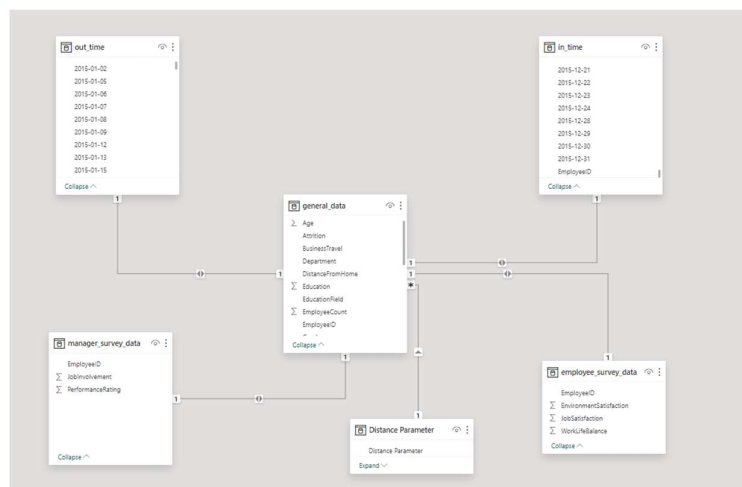 out_time
2015-01-02
2015-01-05
2015-01-06
2015-01-07
2015-01-08
2015-01-09
2015-01-12
2015-01-13
2015-01-15
Collapse
1
in_time
2015-12-21
2015-12-22
2015-12-23
2015-12-24
2015-12-28
2015-12-29
2015-12-30
2015-12-31
EmployeeID
Collapse
1
general_data
Σ Age
Attrition
BusinessTravel
Department
DistanceFromHome
Σ Education
EducationField
Σ EmployeeCount
EmployeeID
Collapse
1
1
1
*
1
manager_survey_data
EmployeeID
Σ JobInvolvement
Σ PerformanceRating
Collapse
1
1
Distance Parameter
Distance Parameter
Expand
1
employee_survey_data
EmployeeID
Σ EnvironmentSatisfaction
Σ JobSatisfaction
Σ WorkLifeBalance
Collapse